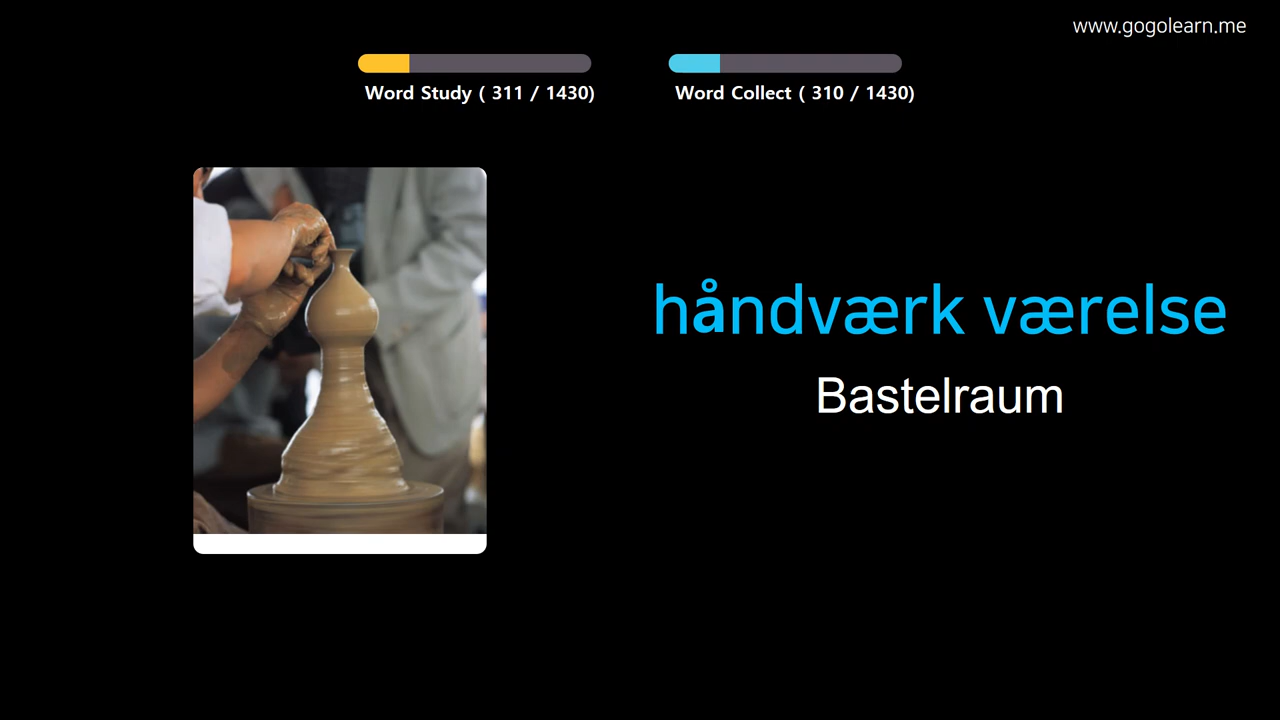 www.gogolearn.me
Word Study ( 311 / 1430)
Word Collect ( 310 / 1430)
håndværk værelse
Bastelraum